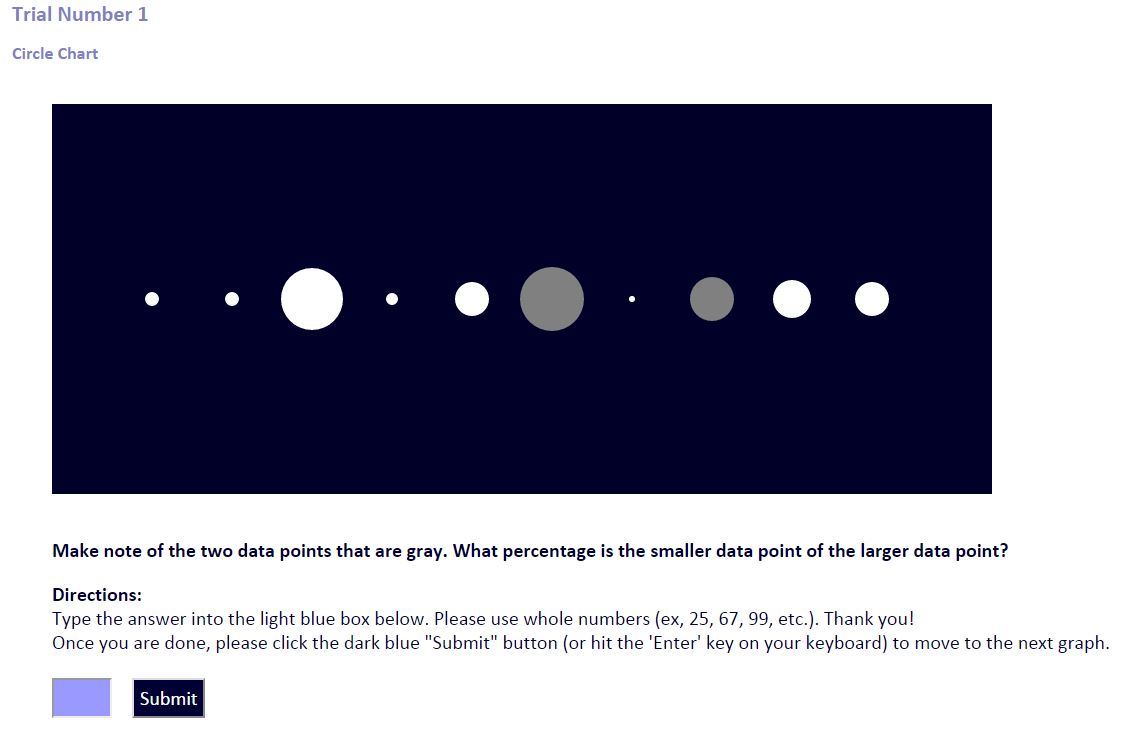 Trial Number 1
Circle Chart
Make note of the two data points that are gray. What percentage is the smaller data point of the larger data point?
Directions:
Type the answer into the light blue box below. Please use whole numbers (ex, 25, 67, 99, etc.). Thank you!
Once you are done, please click the dark blue "Submit" button (or hit the 'Enter' key on your keyboard) to move to the next graph.
Submit